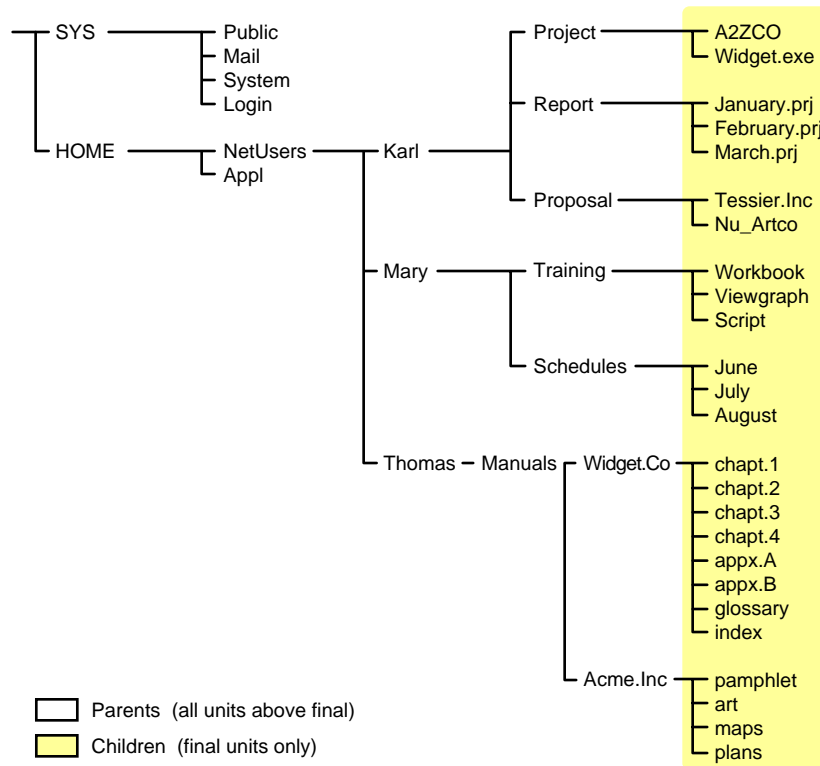 SYS Public Project A2ZCO
Mail Widget.exe
System
Login Report January.prj
February.prj
HOME NetUsers Karl March.prj
Appl
Proposal Tessier.Inc
Nu_Artco
Mary Training Workbook
Viewgraph
Script
Schedules June
July
August
Thomas Manuals Widget.Co chapt.1
chapt.2
chapt.3
chapt.4
appx.A
appx.B
glossary
index
Acme.Inc pamphlet
Parents (all units above final) art
maps
Children (final units only) plans